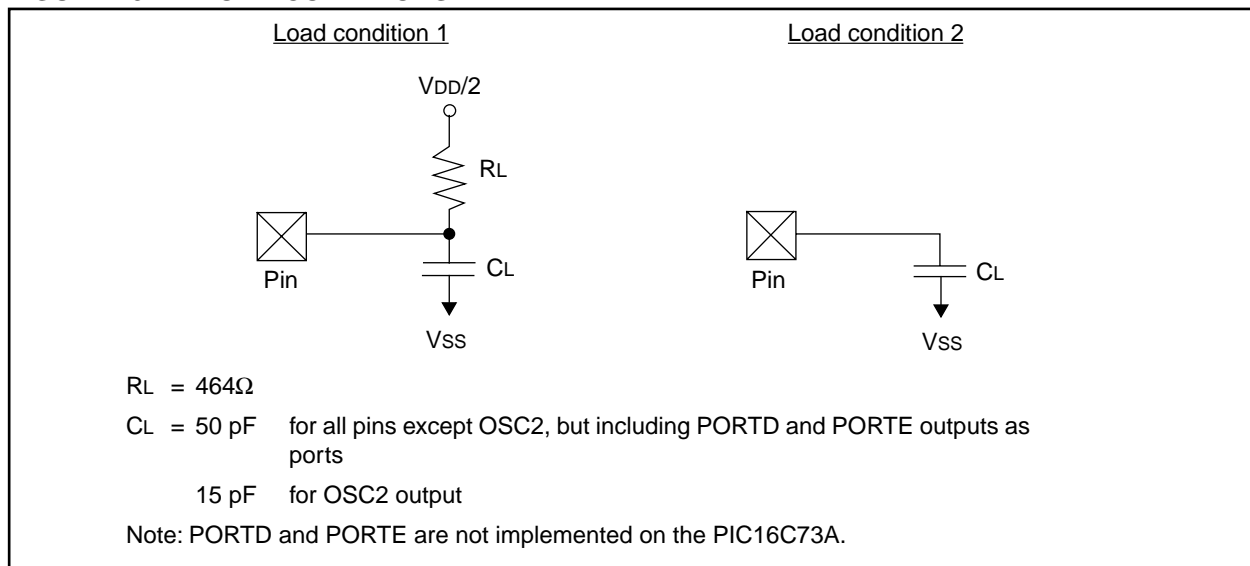 Load condition 1
Load condition 2
VDD/2
RL
Pin
CL
VSS
Pin
CL
VSS
RL = 464Ω
CL = 50 pF for all pins except OSC2, but including PORTD and PORTE outputs as
ports
15 pF for OSC2 output
Note: PORTD and PORTE are not implemented on the PIC16C73A.